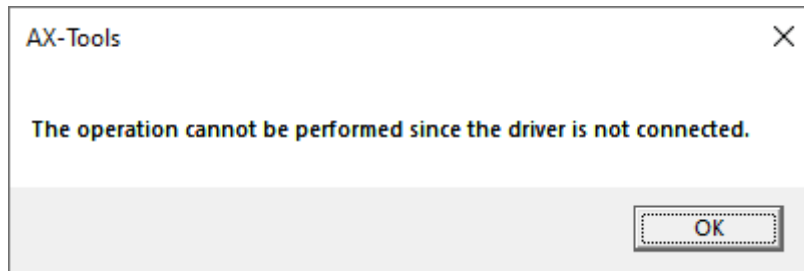 AX-Tools
The operation cannot be performed since the driver is not connected.
OK